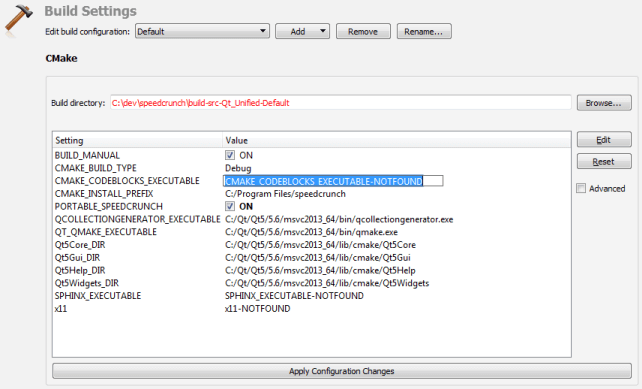 Build Settings
Edit build configuration: Default Add Remove Rename...
CMake
Build directory: C:\dev\speedcrunch\build-src-Qt_Unified-Default Browse...
Setting Value Edit
BUILD_MANUAL ON
CMAKE_BUILD_TYPE Debug Reset
CMAKE_CODEBLOCKS_EXECUTABLE CMAKE_CODEBLOCKS_EXECUTABLE-NOTFOUND
CMAKE_INSTALL_PREFIX C:/Program Files/speedcrunch Advanced
PORTABLE_SPEEDCRUNCH ON
QCOLLECTIONGENERATOR_EXECUTABLE C:/Qt/Qt5/5.6/msvc2013_64/bin/qcollectiongenerator.exe
QT_QMAKE_EXECUTABLE C:/Qt/Qt5/5.6/msvc2013_64/bin/qmake.exe
Qt5Core_DIR C:/Qt/Qt5/5.6/msvc2013_64/lib/cmake/Qt5Core
Qt5Gui_DIR C:/Qt/Qt5/5.6/msvc2013_64/lib/cmake/Qt5Gui
Qt5Help_DIR C:/Qt/Qt5/5.6/msvc2013_64/lib/cmake/Qt5Help
Qt5Widgets_DIR C:/Qt/Qt5/5.6/msvc2013_64/lib/cmake/Qt5Widgets
SPHINX_EXECUTABLE SPHINX_EXECUTABLE-NOTFOUND
x11 x11-NOTFOUND
Apply Configuration Changes